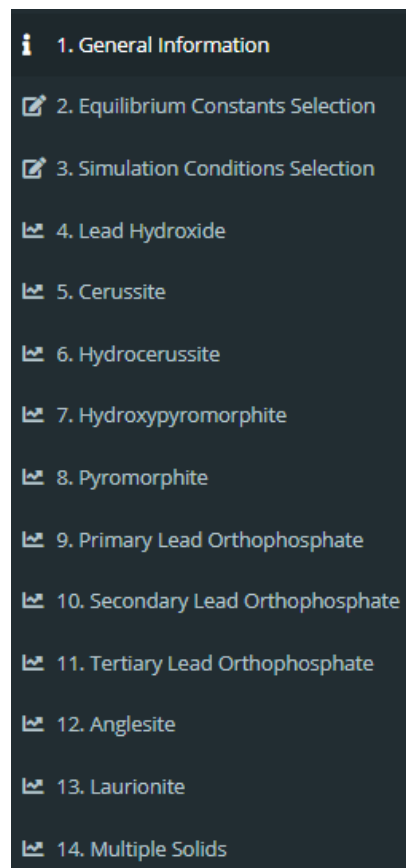 1. General Information
2. Equilibrium Constants Selection
3. Simulation Conditions Selection
4. Lead Hydroxide
5. Cerussite
6. Hydrocerussite
7. Hydroxypyromorphite
8. Pyromorphite
9. Primary Lead Orthophosphate
10. Secondary Lead Orthophosphate
11. Tertiary Lead Orthophosphate
12. Anglesite
13. Laurionite
14. Multiple Solids